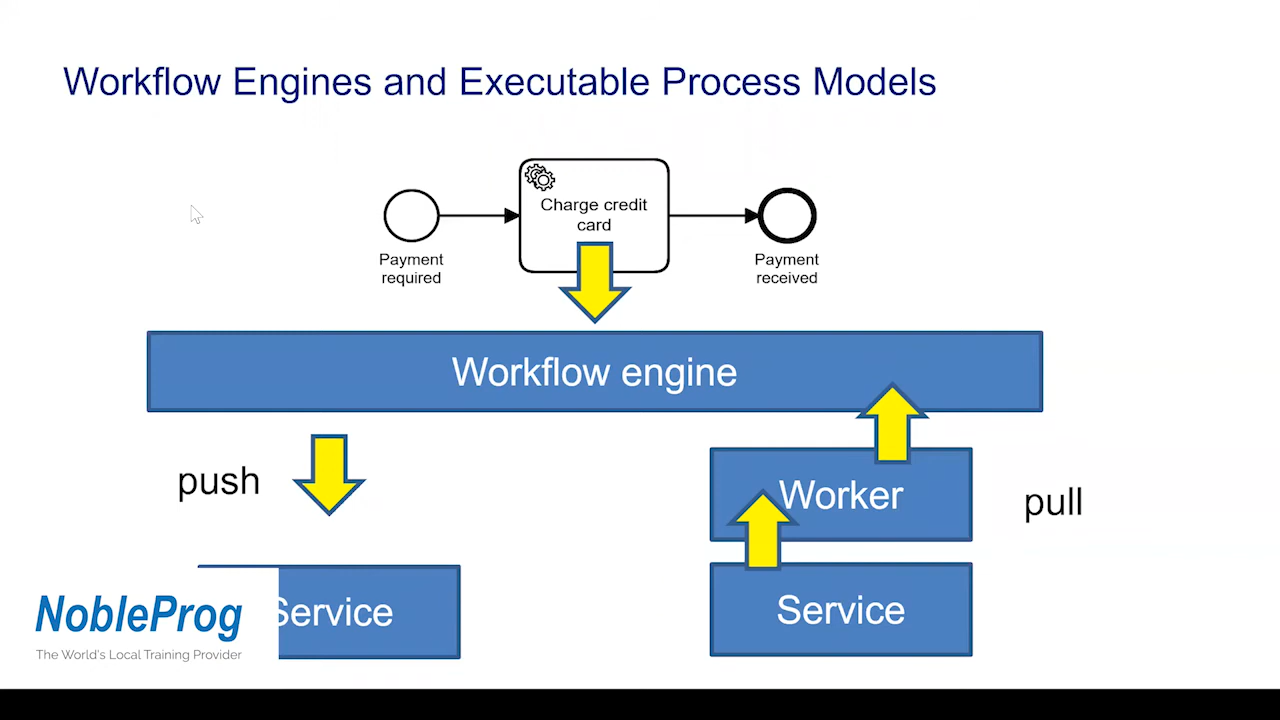 Workflow Engines and Executable Process Models
Charge credit
card
Payment
required
Payment
received
Workflow engine
push
Worker
pull
Service
Service
NobleProg
The World's Local Training Provider